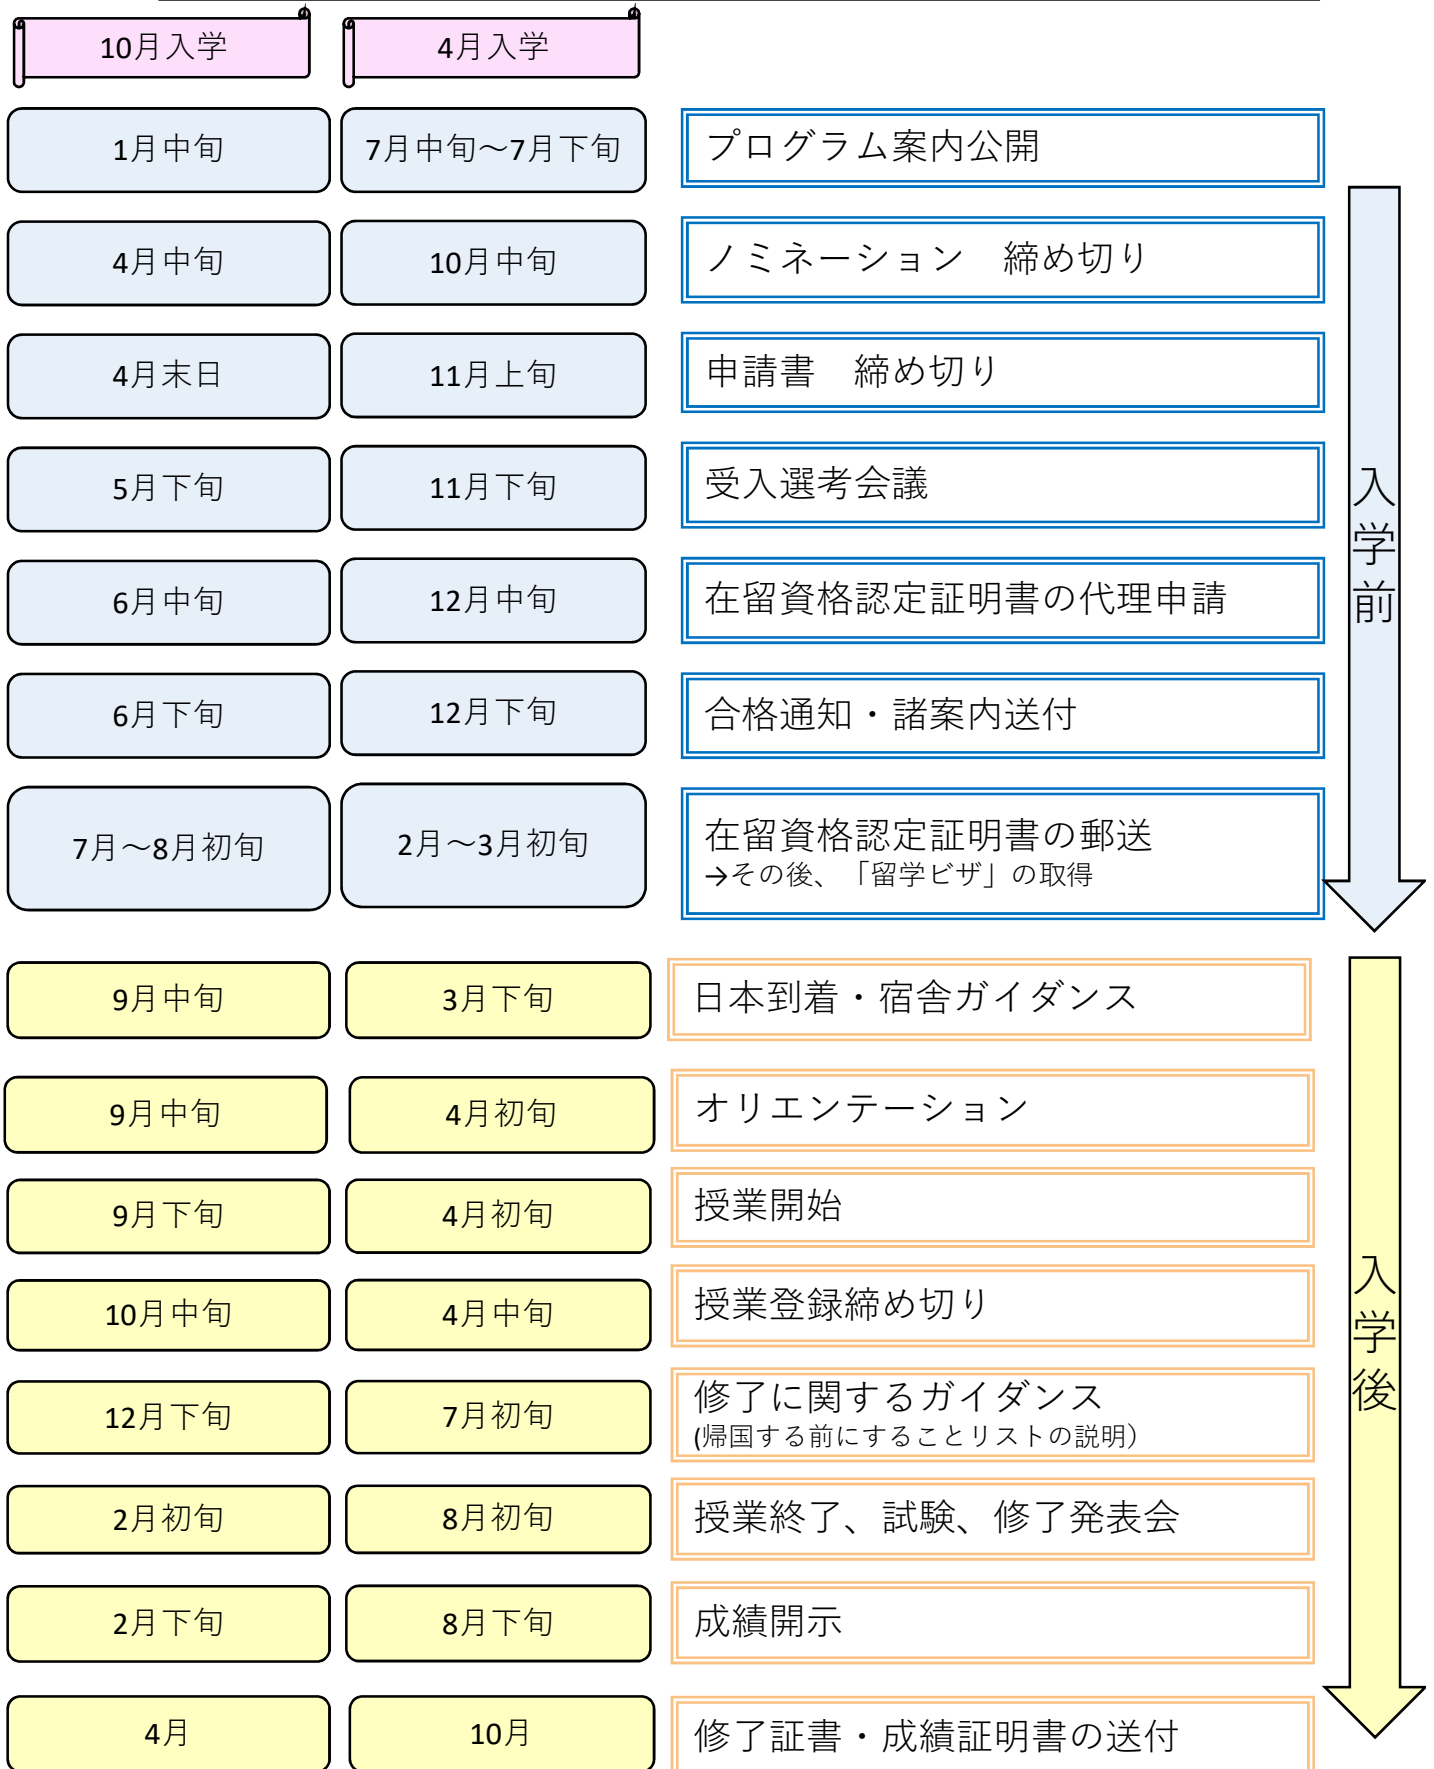 10月入学 4月入学
1月中旬 7月中旬～7月下旬 プログラム案内公開
4月中旬 10月中旬 ノミネーション　締め切り
4月末日 11月上旬 申請書　締め切り
5月下旬 11月下旬 受入選考会議
6月中旬 12月中旬 在留資格認定証明書の代理申請
6月下旬 12月下旬 合格通知・諸案内送付
7月～8月初旬 2月～3月初旬 在留資格認定証明書の郵送
→その後、「留学ビザ」の取得
入学前
9月中旬 3月下旬 日本到着・宿舎ガイダンス
9月中旬 4月初旬 オリエンテーション
9月下旬 4月初旬 授業開始
10月中旬 4月中旬 授業登録締め切り
12月下旬 7月初旬 修了に関するガイダンス
(帰国する前にすることリストの説明）
2月初旬 8月初旬 授業終了、試験、修了発表会
2月下旬 8月下旬 成績開示
4月 10月 修了証書・成績証明書の送付
入学後